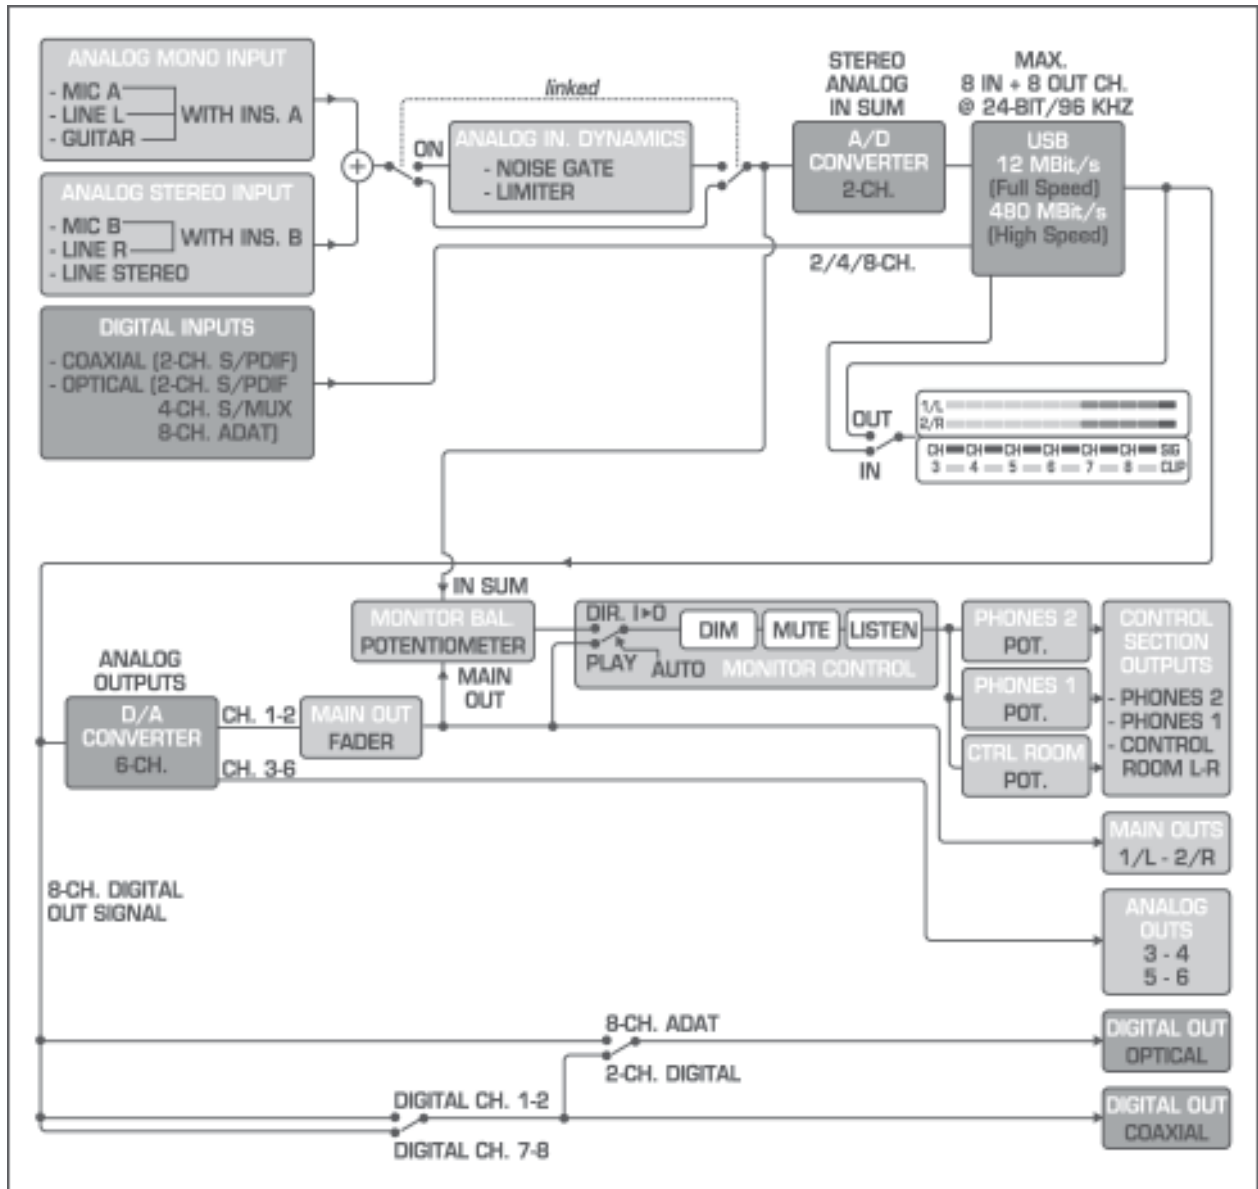 ANALOG MONO INPUT
- MIC A
- LINE L
- GUITAR
WITH INS. A
ANALOG STEREO INPUT
- MIC B
- LINE R
- LINE STEREO
WITH INS. B
DIGITAL INPUTS
- COAXIAL (2-CH. S/PDIF)
- OPTICAL (2-CH. S/PDIF
4-CH. S/MUX
8-CH. ADAT)
linked
ON
ANALOG IN. DYNAMICS
- NOISE GATE
- LIMITER
STEREO
ANALOG
IN SUM
A/D
CONVERTER
2-CH.
MAX.
8 IN + 8 OUT CH.
@ 24-BIT/96 KHZ
USB
12 MBit/s
(Full Speed)
480 MBit/s
(High Speed)
2/4/8-CH.
OUT
IN
1/L
2/R
CH CH CH CH CH CH SIG
3 4 5 6 7 8 CLIP
IN SUM
MONITOR BAL.
POTENTIOMETER
MAIN
OUT
DIR. I▸O
PLAY
AUTO
DIM
MUTE
LISTEN
MONITOR CONTROL
PHONES 2
POT.
PHONES 1
POT.
CTRL ROOM
POT.
CONTROL
SECTION
OUTPUTS
- PHONES 2
- PHONES 1
- CONTROL
ROOM L-R
ANALOG
OUTPUTS
D/A
CONVERTER
6-CH.
CH. 1-2
CH. 3-6
MAIN OUT
FADER
MAIN OUTS
1/L - 2/R
ANALOG
OUTS
3 - 4
5 - 6
8-CH. DIGITAL
OUT SIGNAL
8-CH. ADAT
2-CH. DIGITAL
DIGITAL OUT
OPTICAL
DIGITAL CH. 1-2
DIGITAL CH. 7-8
DIGITAL OUT
COAXIAL